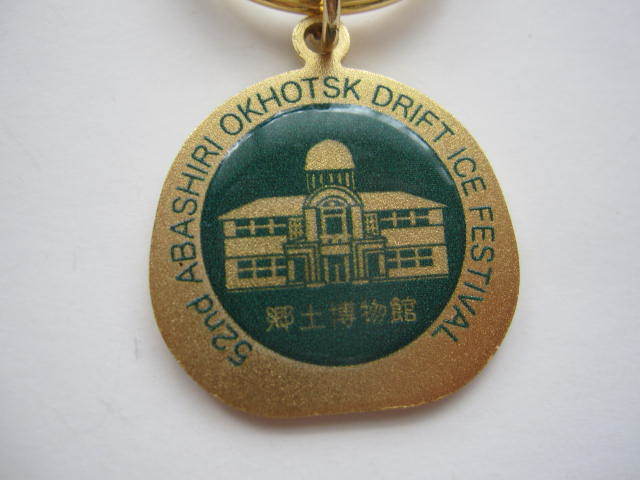 52nd ABASHIRI OKHOTSK DRIFT ICE FESTIVAL
郷土博物館